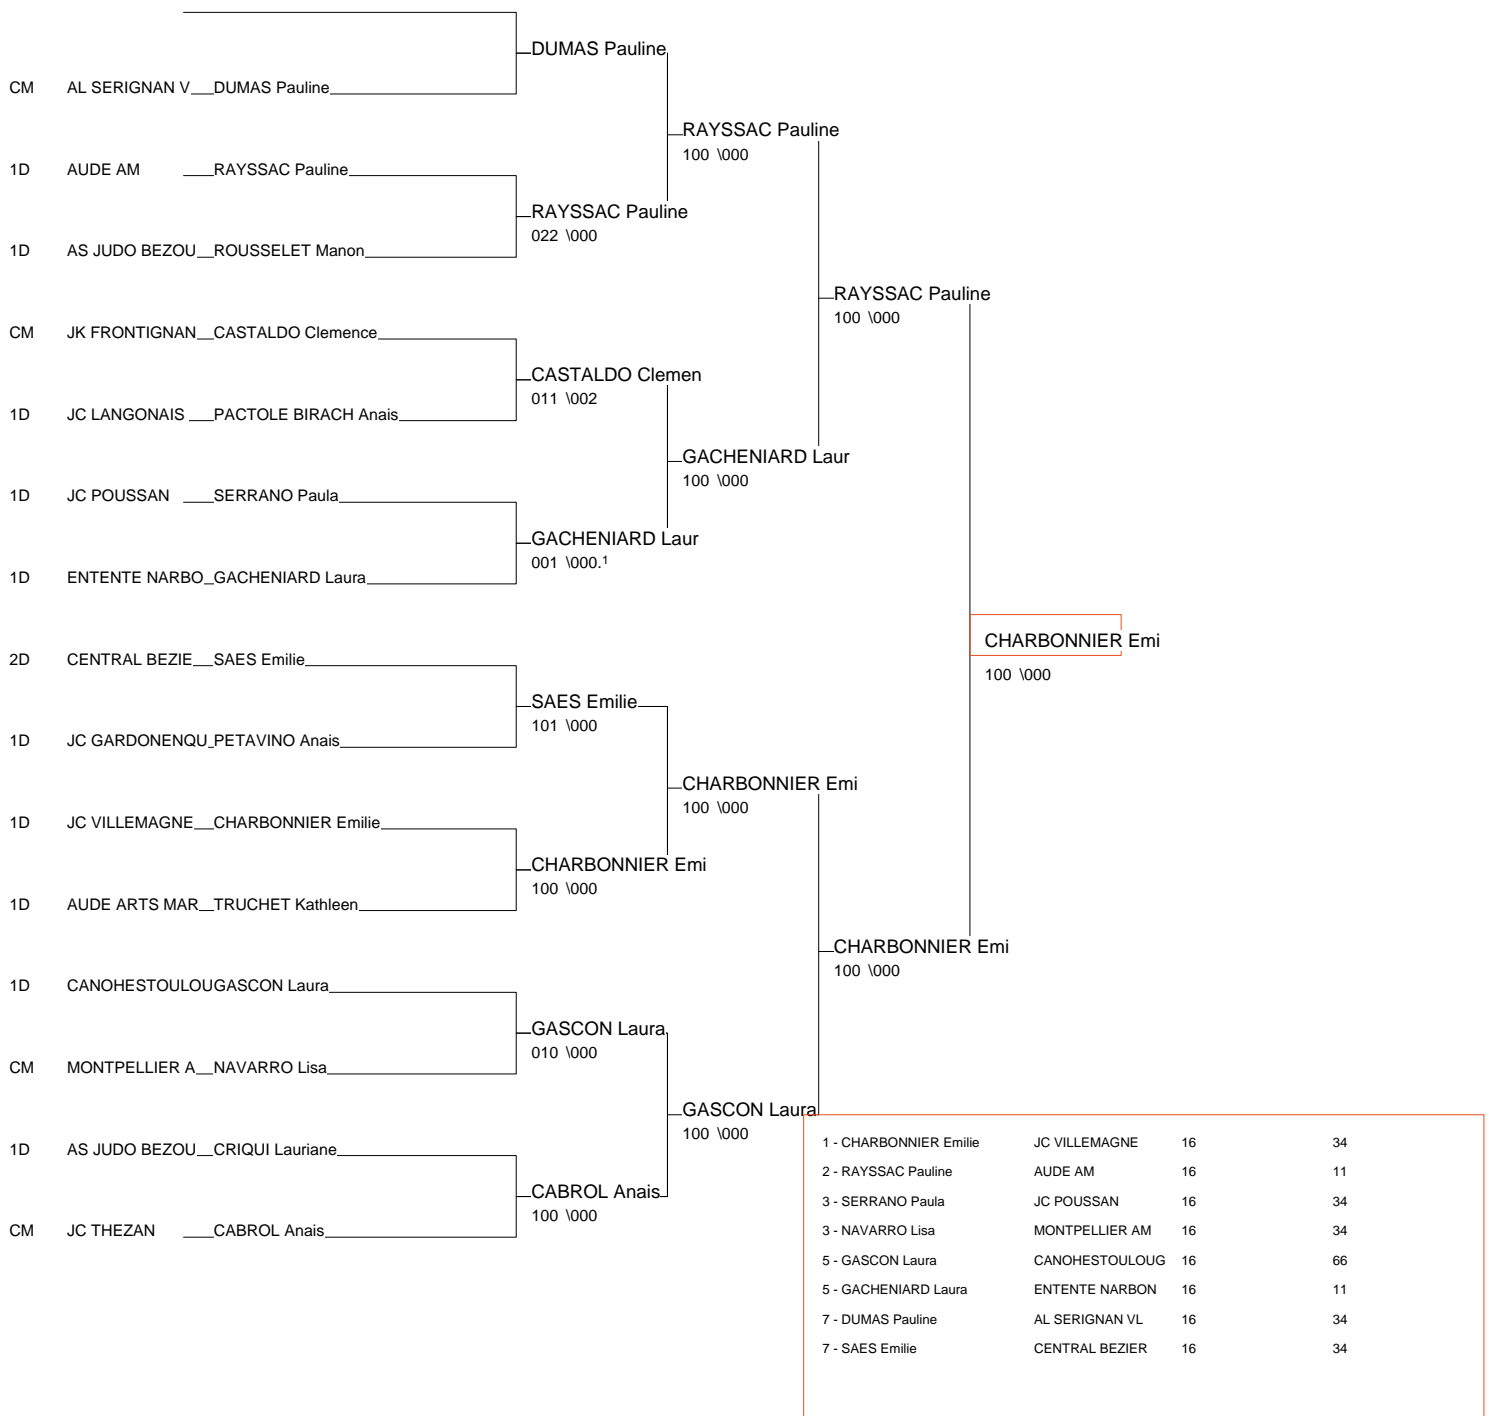 DUMAS Pauline
CM AL SERIGNAN V DUMAS Pauline
RAYSSAC Pauline
100 \000
1D AUDE AM RAYSSAC Pauline
RAYSSAC Pauline
022 \000
1D AS JUDO BEZOU ROUSSELET Manon
RAYSSAC Pauline
100 \000
CM JK FRONTIGNAN CASTALDO Clemence
CASTALDO Clemen
011 \002
1D JC LANGONAIS PACTOLE BIRACH Anais
GACHENIARD Laur
100 \000
1D JC POUSSAN SERRANO Paula
GACHENIARD Laur
001 \000.1
1D ENTENTE NARBO GACHENIARD Laura
CHARBONNIER Emi
100 \000
2D CENTRAL BEZIE SAES Emilie
SAES Emilie
101 \000
1D JC GARDONENQU PETAVINO Anais
CHARBONNIER Emi
100 \000
1D JC VILLEMAGNE CHARBONNIER Emilie
CHARBONNIER Emi
100 \000
1D AUDE ARTS MAR TRUCHET Kathleen
CHARBONNIER Emi
100 \000
1D CANOHESTOULOUGASCON Laura
GASCON Laura
010 \000
CM MONTPELLIER A NAVARRO Lisa
GASCON Laura
100 \000
1D AS JUDO BEZOU CRIQUI Lauriane
CABROL Anais
100 \000
CM JC THEZAN CABROL Anais
1 - CHARBONNIER Emilie JC VILLEMAGNE 16 34
2 - RAYSSAC Pauline AUDE AM 16 11
3 - SERRANO Paula JC POUSSAN 16 34
3 - NAVARRO Lisa MONTPELLIER AM 16 34
5 - GASCON Laura CANOHESTOULOUG 16 66
5 - GACHENIARD Laura ENTENTE NARBON 16 11
7 - DUMAS Pauline AL SERIGNAN VL 16 34
7 - SAES Emilie CENTRAL BEZIER 16 34